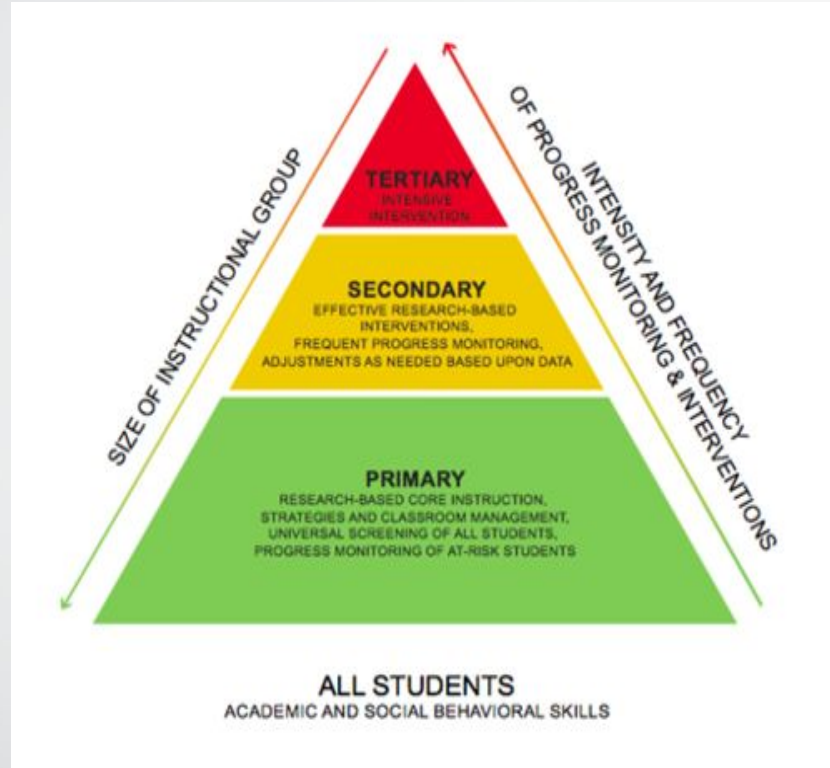 SIZE OF INSTRUCTIONAL GROUP
INTENSITY AND FREQUENCY
OF PROGRESS MONITORING & INTERVENTIONS
TERTIARY
INTENSIVE
INTERVENTION
SECONDARY
EFFECTIVE RESEARCH-BASED
INTERVENTIONS,
FREQUENT PROGRESS MONITORING,
ADJUSTMENTS AS NEEDED BASED UPON DATA
PRIMARY
RESEARCH-BASED CORE INSTRUCTION,
STRATEGIES AND CLASSROOM MANAGEMENT,
UNIVERSAL SCREENING OF ALL STUDENTS,
PROGRESS MONITORING OF AT-RISK STUDENTS
ALL STUDENTS
ACADEMIC AND SOCIAL BEHAVIORAL SKILLS